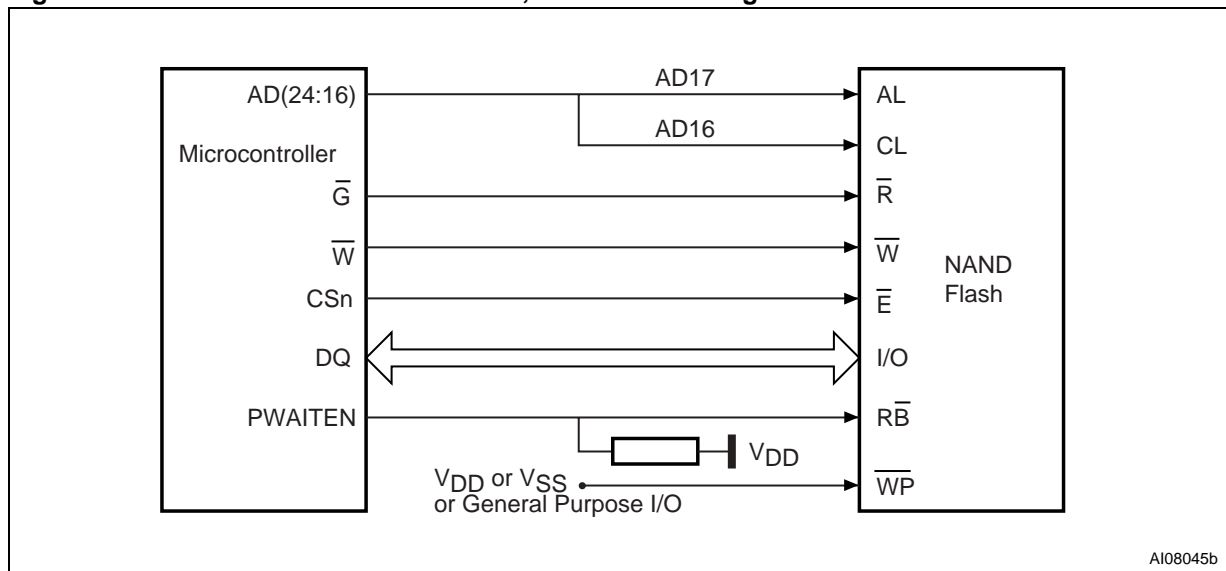 AD(24:16)
AD17
AL
AD16
CL
Microcontroller
G̅
R̅
W̅
W̅
NAND
Flash
CSn
E̅
DQ
I/O
PWAITEN
RB̅
VDD
VDD or VSS
or General Purpose I/O
W̅P̅
AI08045b